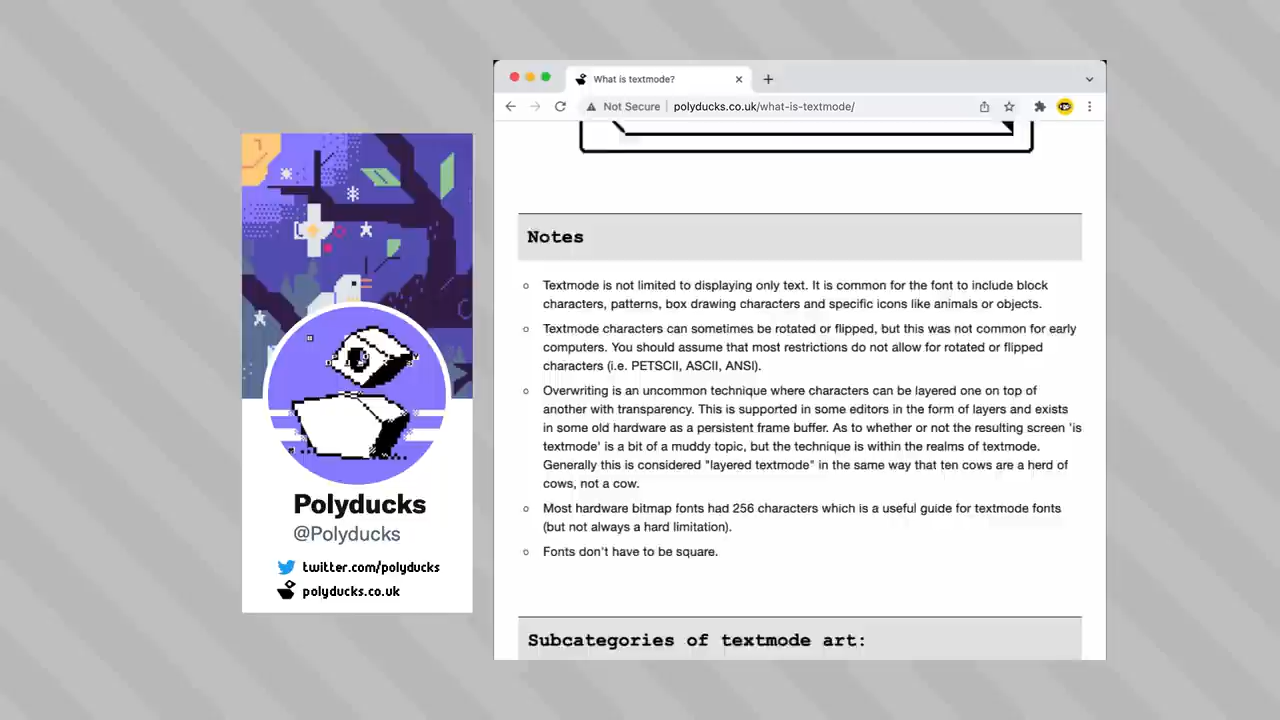 Polyducks
@Polyducks
twitter.com/polyducks
polyducks.co.uk
What is textmode?
Not Secure
polyducks.co.uk/what-is-textmode/
Notes
Textmode is not limited to displaying only text. It is common for the font to include block
characters, patterns, box drawing characters and specific icons like animals or objects.
Textmode characters can sometimes be rotated or flipped, but this was not common for early
computers. You should assume that most restrictions do not allow for rotated or flipped
characters (i.e. PETSCII, ASCII, ANSI).
Overwriting is an uncommon technique where characters can be layered one on top of
another with transparency. This is supported in some editors in the form of layers and exists
in some old hardware as a persistent frame buffer. As to whether or not the resulting screen 'is
textmode' is a bit of a muddy topic, but the technique is within the realms of textmode.
Generally this is considered "layered textmode" in the same way that ten cows are a herd of
cows, not a cow.
Most hardware bitmap fonts had 256 characters which is a useful guide for textmode fonts
(but not always a hard limitation).
Fonts don't have to be square.
Subcategories of textmode art: